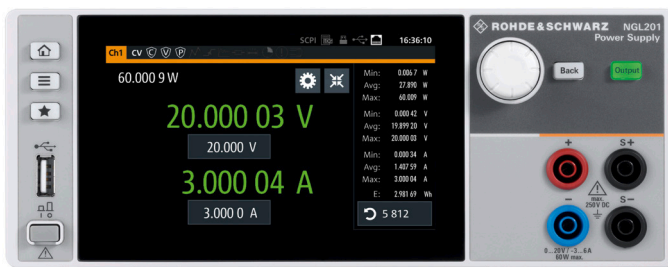 SCPI 16:36:10
Ch1 CV C V P
60.000 9 W
20.000 03 V
20.000 V
3.000 04 A
3.000 0 A
Min: 0.006 7 W
Avg: 27.890 W
Max: 60.009 W
Min: 0.000 42 V
Avg: 19.899 20 V
Max: 20.000 03 V
Min: 0.000 34 A
Avg: 1.407 59 A
Max: 3.000 04 A
E: 2.981 69 Wh
5 812
ROHDE&SCHWARZ NGL201
Power Supply
Back
Output
+ S+
max.
250 V DC
− S−
0...20V / -3...6A
60W max.